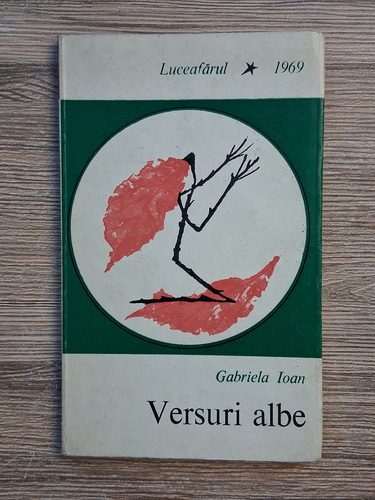 Luceafărul ★ 1969
Gabriela Ioan
Versuri albe